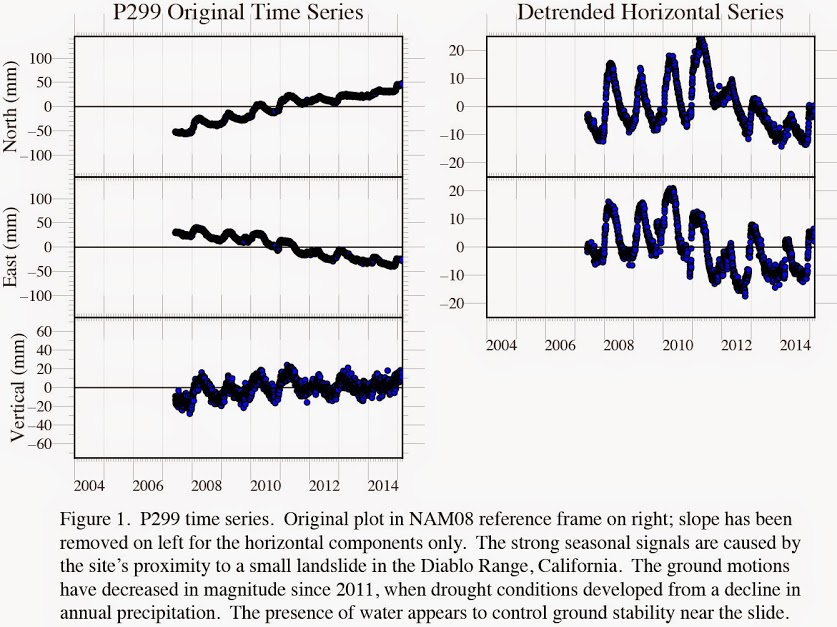 P299 Original Time Series
Detrended Horizontal Series
North (mm)
100
50
0
−50
−100
20
10
0
−10
−20
East (mm)
100
50
0
−50
−100
20
10
0
−10
−20
2004 2006 2008 2010 2012 2014
Vertical (mm)
60
40
20
0
−20
−40
−60
2004 2006 2008 2010 2012 2014
Figure 1.  P299 time series.  Original plot in NAM08 reference frame on right; slope has been
removed on left for the horizontal components only.  The strong seasonal signals are caused by
the site's proximity to a small landslide in the Diablo Range, California.  The ground motions
have decreased in magnitude since 2011, when drought conditions developed from a decline in
annual precipitation.  The presence of water appears to control ground stability near the slide.